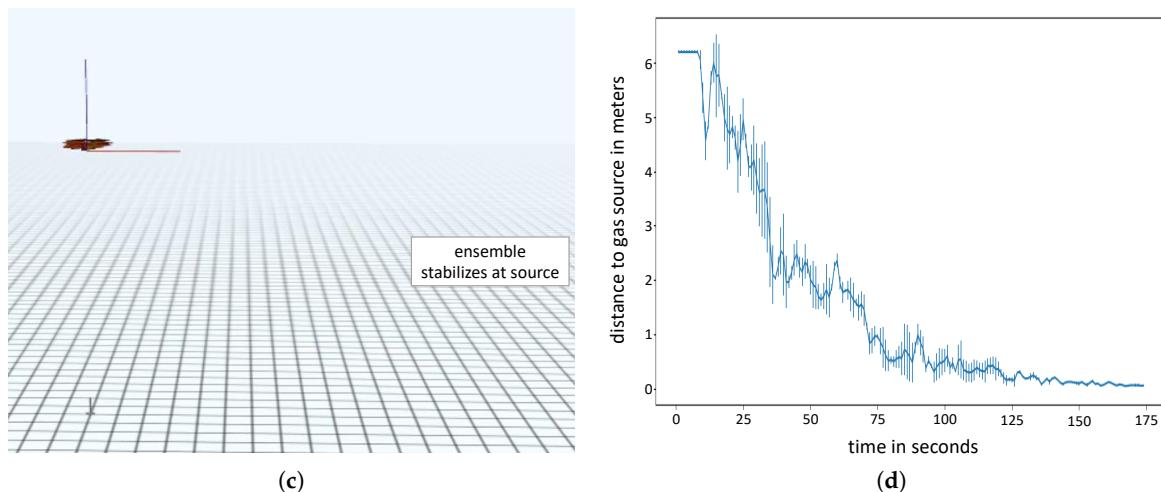 ensemble
stabilizes at source
(c)
distance to gas source in meters
6
5
4
3
2
1
0
0 25 50 75 100 125 150 175
time in seconds
(d)